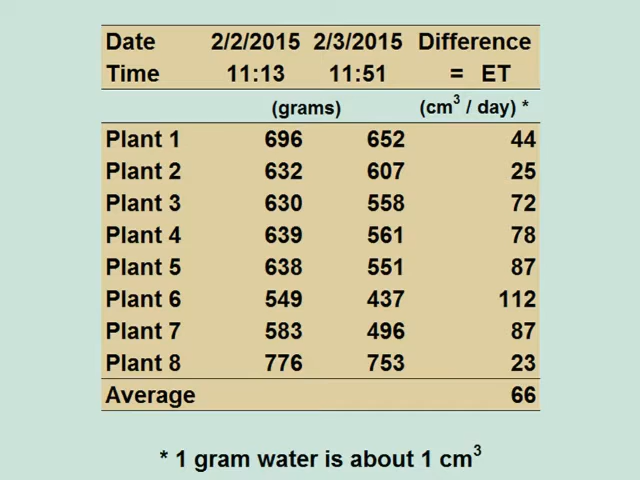 Date 2/2/2015 2/3/2015 Difference
Time 11:13 11:51 = ET
(grams) (cm³ / day) *
Plant 1 696 652 44
Plant 2 632 607 25
Plant 3 630 558 72
Plant 4 639 561 78
Plant 5 638 551 87
Plant 6 549 437 112
Plant 7 583 496 87
Plant 8 776 753 23
Average 66
* 1 gram water is about 1 cm³